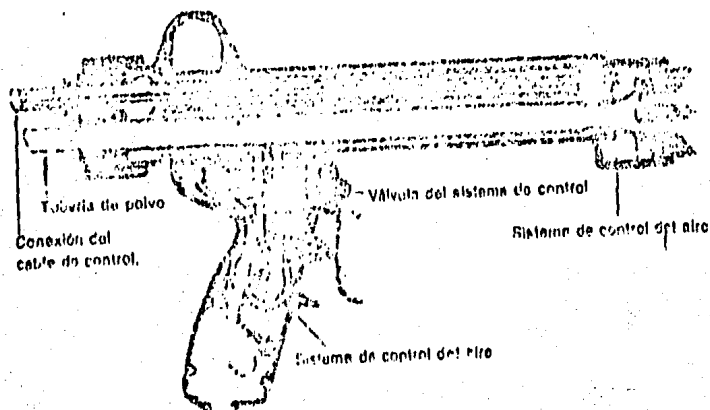 Tubería de polvo
Conexión del
cable de control.
Válvula del sistema de control
Sistema de control del aire
Sistema de control del aire